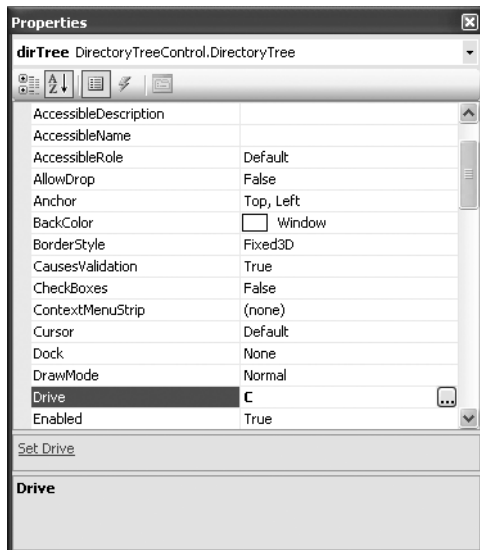 Properties
dirTree DirectoryTreeControl.DirectoryTree
AccessibleDescription
AccessibleName
AccessibleRole Default
AllowDrop False
Anchor Top, Left
BackColor Window
BorderStyle Fixed3D
CausesValidation True
CheckBoxes False
ContextMenuStrip (none)
Cursor Default
Dock None
DrawMode Normal
Drive C ...
Enabled True
Set Drive
Drive